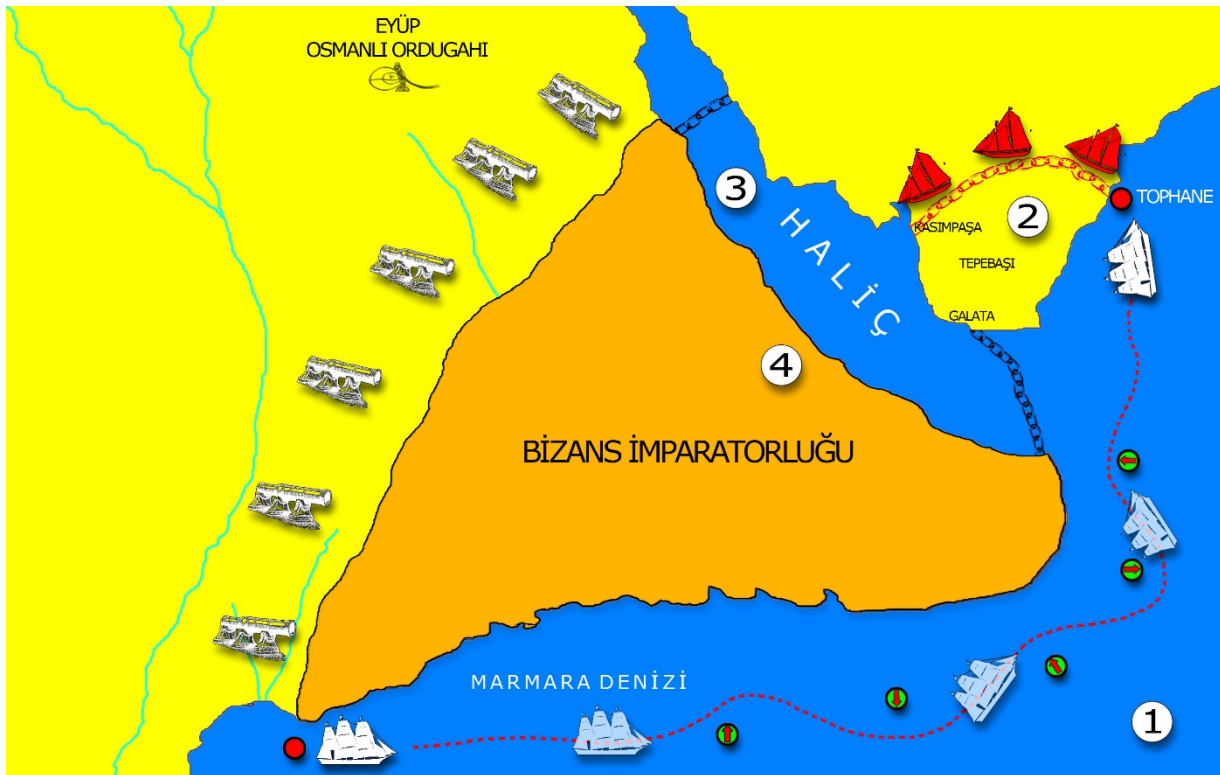 EYÜP
OSMANLI ORDUGAHI
3
2
TOPHANE
KASIMPAŞA
TEPEBAŞI
HALİÇ
GALATA
4
BİZANS İMPARATORLUĞU
MARMARA DENİZİ
1